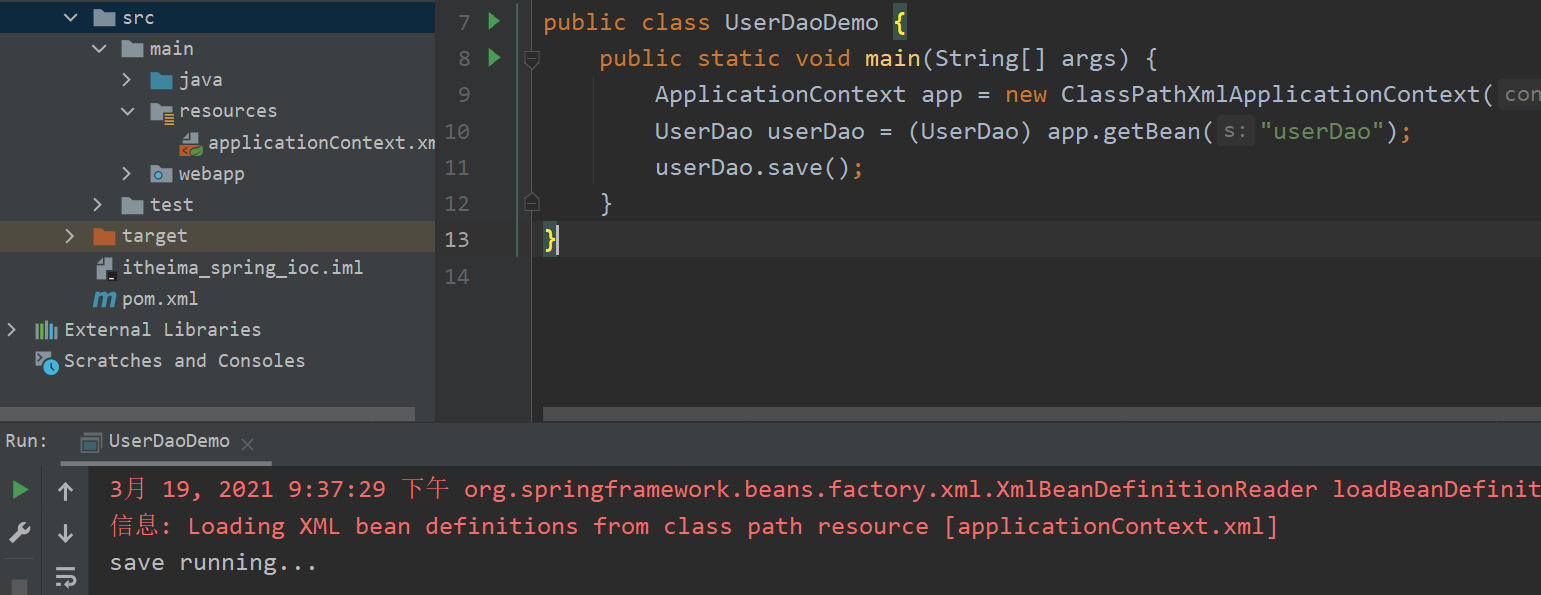 src
main
java
resources
applicationContext.xm
webapp
test
target
itheima_spring_ioc.iml
pom.xml
External Libraries
Scratches and Consoles
7 public class UserDaoDemo {
8 public static void main(String[] args) {
9 ApplicationContext app = new ClassPathXmlApplicationContext( con
10 UserDao userDao = (UserDao) app.getBean( s: "userDao");
11 userDao.save();
12 }
13 }
14
Run: UserDaoDemo
3月 19, 2021 9:37:29 下午 org.springframework.beans.factory.xml.XmlBeanDefinitionReader loadBeanDefinit
信息: Loading XML bean definitions from class path resource [applicationContext.xml]
save running...